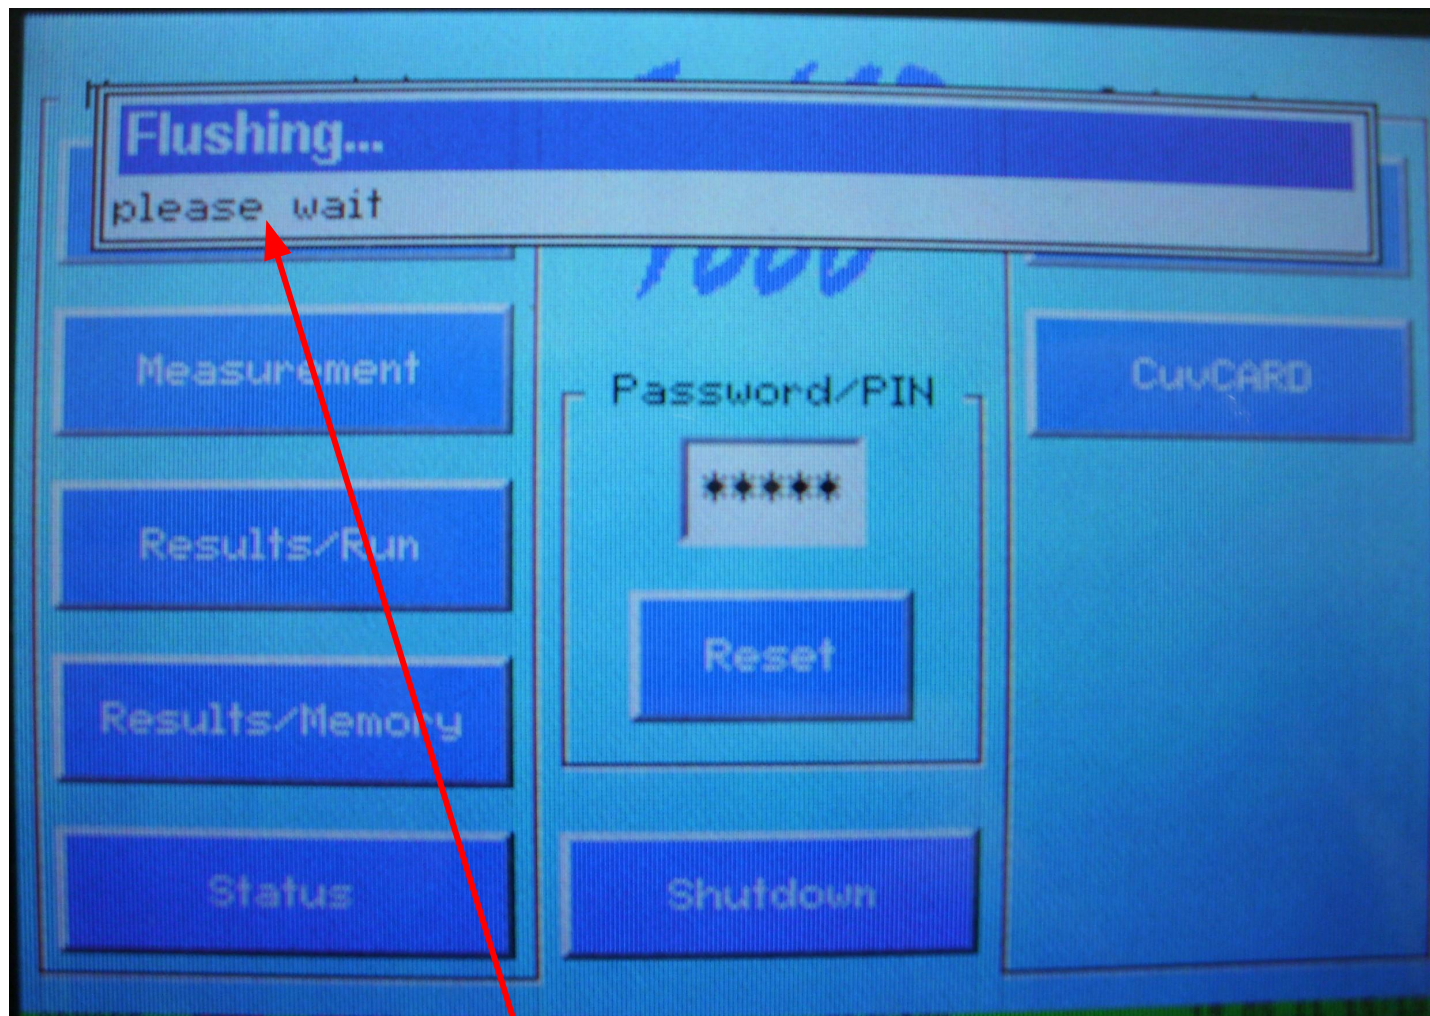 Flushing...
please wait
Measurement
Results/Run
Results/Memory
Status
Password/PIN
*****
Reset
Shutdown
CuvCARD